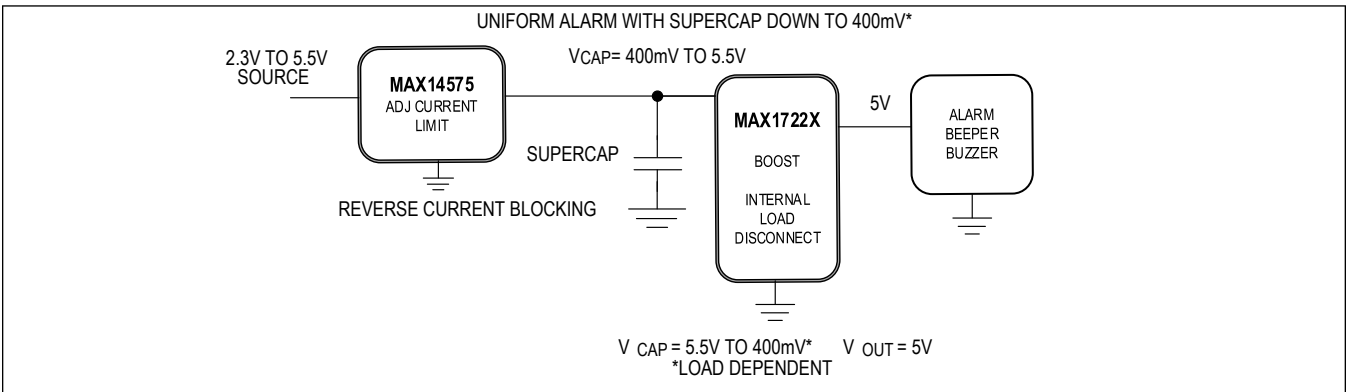 UNIFORM ALARM WITH SUPERCAP DOWN TO 400mV*
2.3V TO 5.5V
SOURCE
MAX14575
ADJ CURRENT
LIMIT
REVERSE CURRENT BLOCKING
VCAP= 400mV TO 5.5V
SUPERCAP
MAX1722X
BOOST
INTERNAL
LOAD
DISCONNECT
5V
ALARM
BEEPER
BUZZER
V CAP = 5.5V TO 400mV* V OUT = 5V
*LOAD DEPENDENT